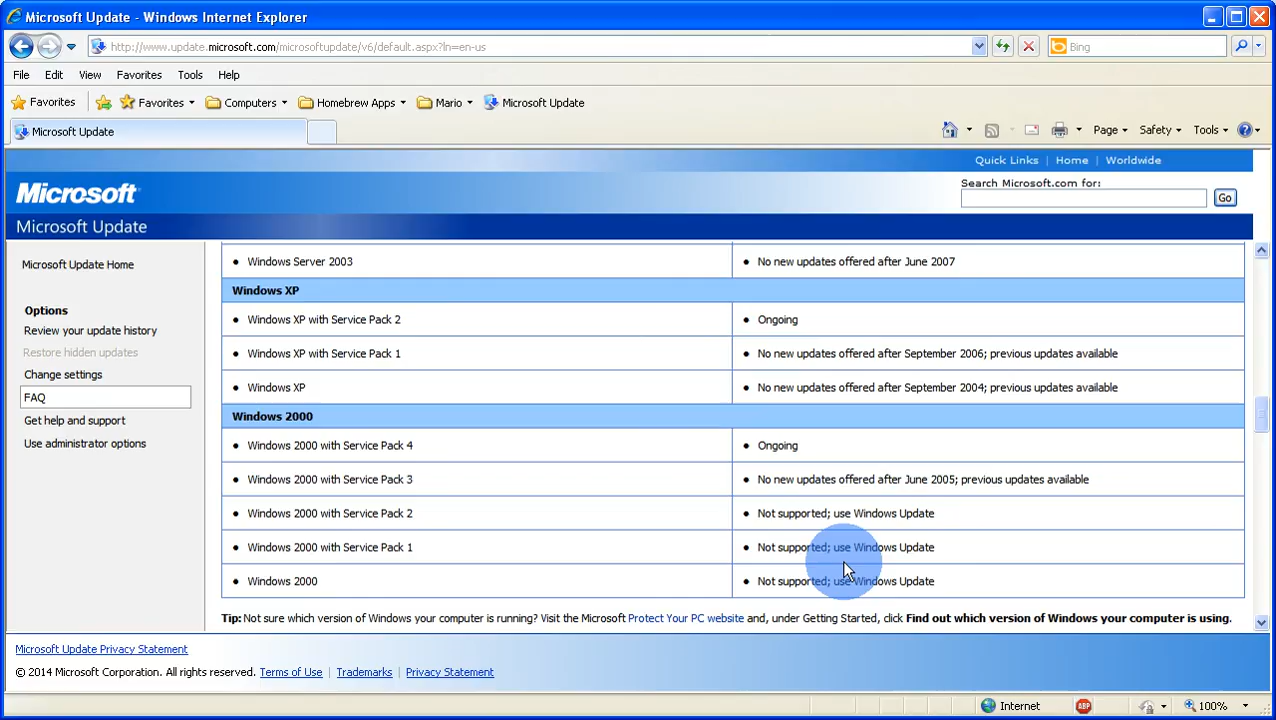 Microsoft Update - Windows Internet Explorer
http://www.update.microsoft.com/microsoftupdate/v6/default.aspx?ln=en-us
Bing
File Edit View Favorites Tools Help
Favorites Favorites Computers Homebrew Apps Mario Microsoft Update
Microsoft Update
Page Safety Tools
Quick Links | Home | Worldwide
Microsoft
Search Microsoft.com for:
Go
Microsoft Update
Microsoft Update Home
Options
Review your update history
Restore hidden updates
Change settings
FAQ
Get help and support
Use administrator options
Windows Server 2003 No new updates offered after June 2007
Windows XP
Windows XP with Service Pack 2 Ongoing
Windows XP with Service Pack 1 No new updates offered after September 2006; previous updates available
Windows XP No new updates offered after September 2004; previous updates available
Windows 2000
Windows 2000 with Service Pack 4 Ongoing
Windows 2000 with Service Pack 3 No new updates offered after June 2005; previous updates available
Windows 2000 with Service Pack 2 Not supported; use Windows Update
Windows 2000 with Service Pack 1 Not supported; use Windows Update
Windows 2000 Not supported; use Windows Update
Tip: Not sure which version of Windows your computer is running? Visit the Microsoft Protect Your PC website and, under Getting Started, click Find out which version of Windows your computer is using.
Microsoft Update Privacy Statement
© 2014 Microsoft Corporation. All rights reserved. Terms of Use | Trademarks | Privacy Statement
Internet ABP 100%